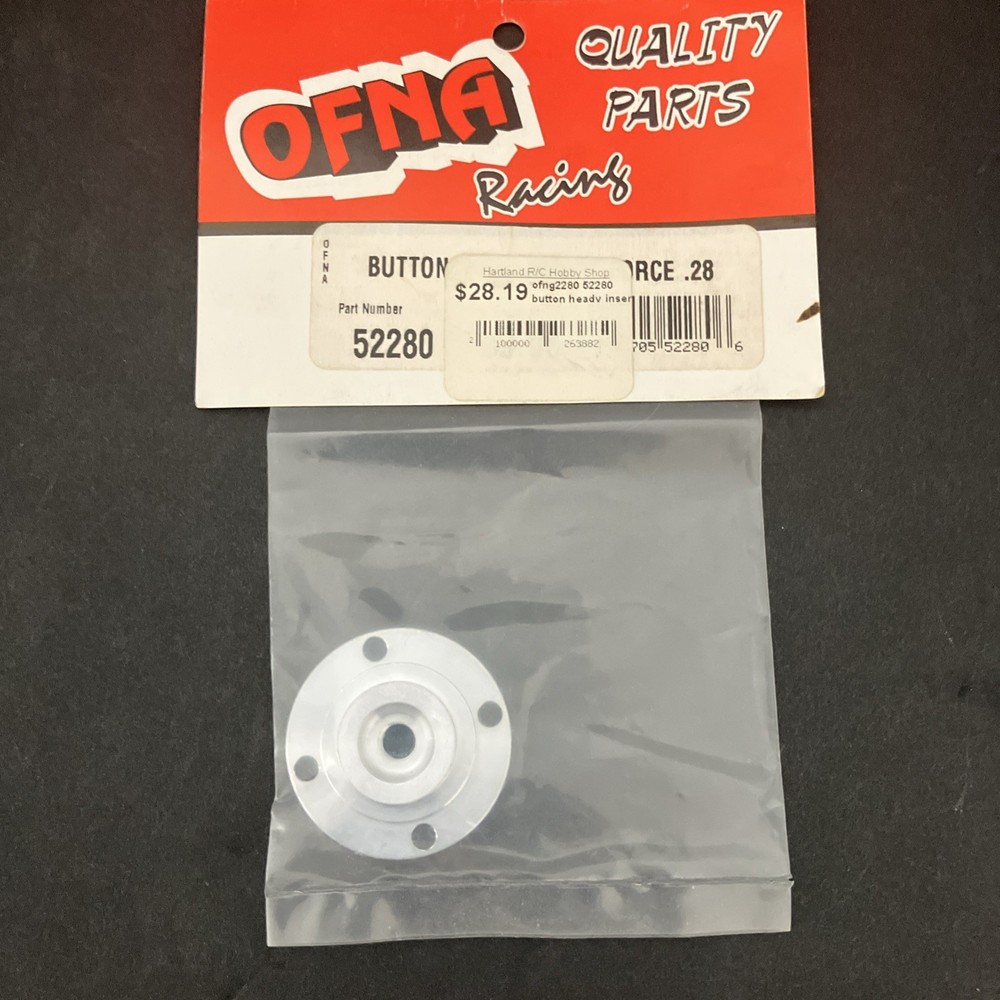 OFNA
QUALITY
PARTS
Racing
OFNA
BUTTON
ORCE .28
Part Number
52280
Hartland R/C Hobby Shop
$28.19
ofng2280 52280
button headv inser
2 100000 263882
705 52280 6